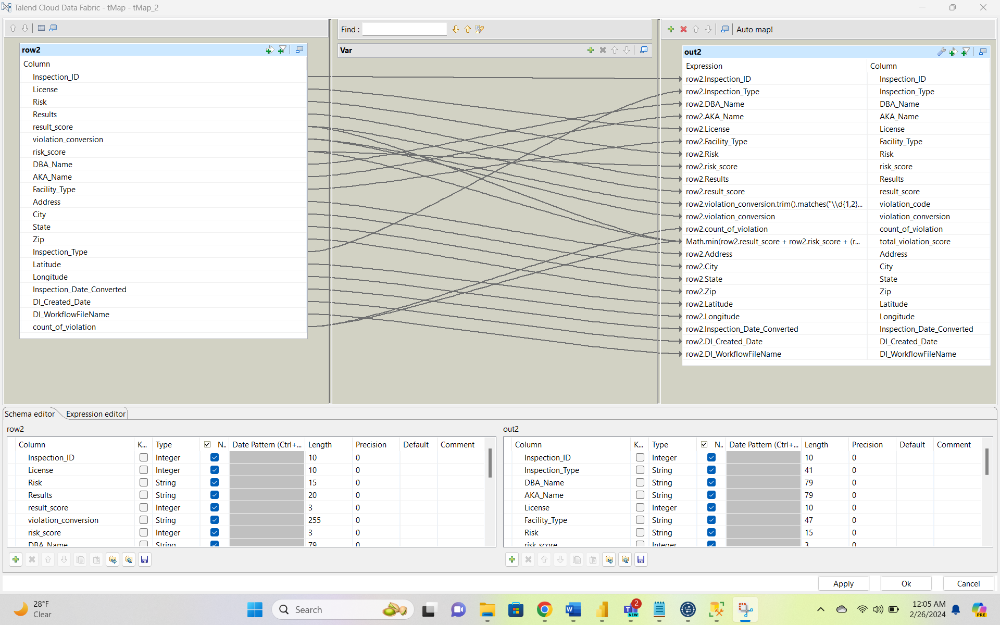 Talend Cloud Data Fabric - tMap - tMap_2
Find :
Auto map!
row2
Column
Inspection_ID
License
Risk
Results
result_score
violation_conversion
risk_score
DBA_Name
AKA_Name
Facility_Type
Address
City
State
Zip
Inspection_Type
Latitude
Longitude
Inspection_Date_Converted
DI_Created_Date
DI_WorkflowFileName
count_of_violation
Var
out2
Expression Column
row2.Inspection_ID Inspection_ID
row2.Inspection_Type Inspection_Type
row2.DBA_Name DBA_Name
row2.AKA_Name AKA_Name
row2.License License
row2.Facility_Type Facility_Type
row2.Risk Risk
row2.risk_score risk_score
row2.Results Results
row2.result_score result_score
row2.violation_conversion.trim().matches("\\d{1,2}... violation_code
row2.violation_conversion violation_conversion
row2.count_of_violation count_of_violation
Math.min(row2.result_score + row2.risk_score + (r... total_violation_score
row2.Address Address
row2.City City
row2.State State
row2.Zip Zip
row2.Latitude Latitude
row2.Longitude Longitude
row2.Inspection_Date_Converted Inspection_Date_Converted
row2.DI_Created_Date DI_Created_Date
row2.DI_WorkflowFileName DI_WorkflowFileName
Schema editor Expression editor
row2
Column K... Type N.. Date Pattern (Ctrl+... Length Precision Default Comment
Inspection_ID Integer 10 0
License Integer 10 0
Risk String 15 0
Results String 20 0
result_score Integer 3 0
violation_conversion String 255 0
risk_score Integer 3 0
DBA_Name String 79 0
out2
Column K... Type N.. Date Pattern (Ctrl+... Length Precision Default Comment
Inspection_ID Integer 10 0
Inspection_Type String 41 0
DBA_Name String 79 0
AKA_Name String 79 0
License Integer 10 0
Facility_Type String 47 0
Risk String 15 0
risk_score Integer 3 0
Apply Ok Cancel
28°F
Clear
Search
2
NEW
12:05 AM
2/26/2024
PRE